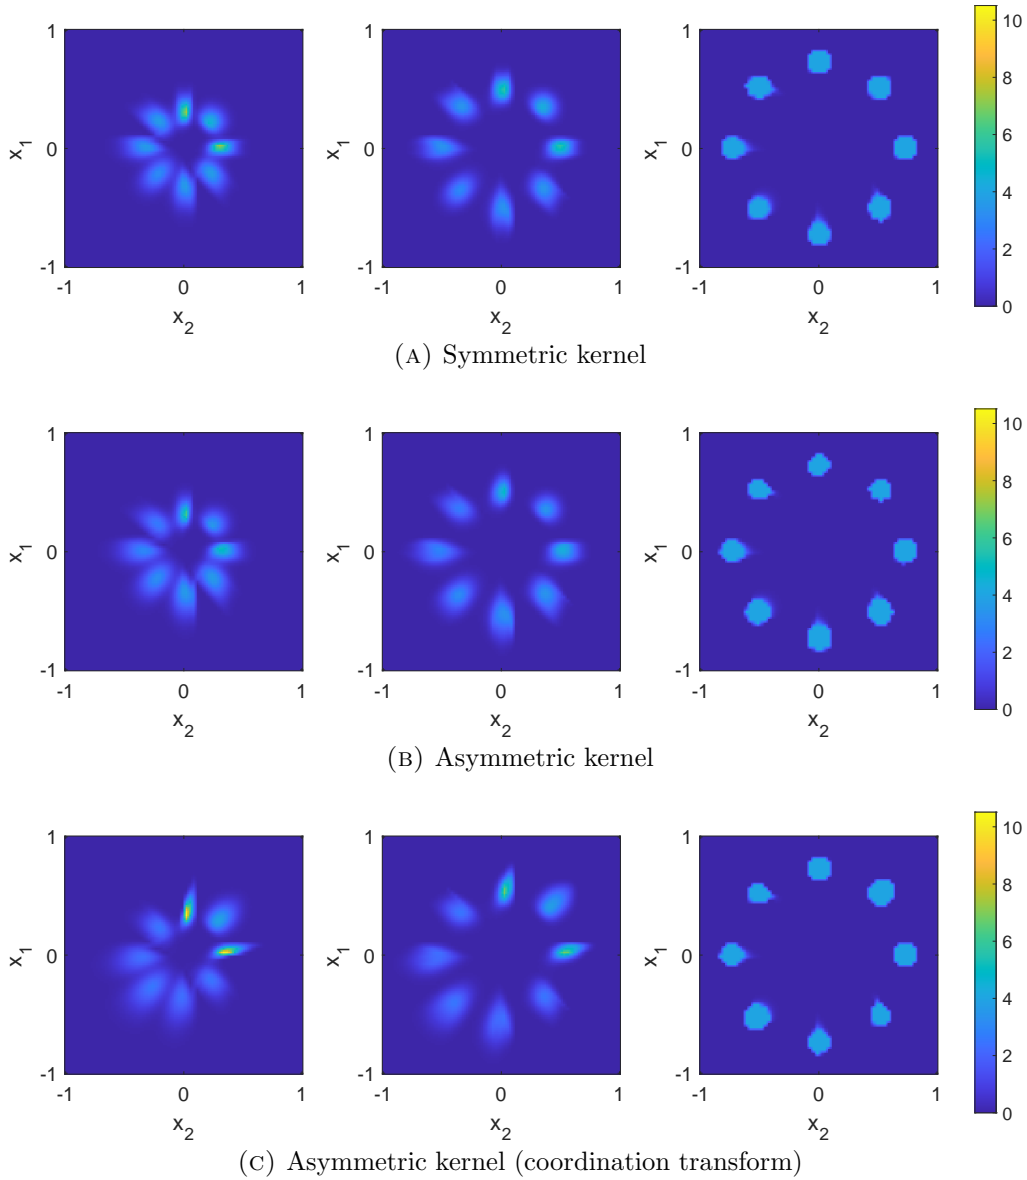 1 1 1 10
x1 0 x1 0 x1 0 8
6
4
2
-1 -1 -1 0
-1 0 1 -1 0 1 -1 0 1
x2 x2 x2
(A) Symmetric kernel
1 1 1 10
x1 0 x1 0 x1 0 8
6
4
2
-1 -1 -1 0
-1 0 1 -1 0 1 -1 0 1
x2 x2 x2
(B) Asymmetric kernel
1 1 1 10
x1 0 x1 0 x1 0 8
6
4
2
-1 -1 -1 0
-1 0 1 -1 0 1 -1 0 1
x2 x2 x2
(C) Asymmetric kernel (coordination transform)